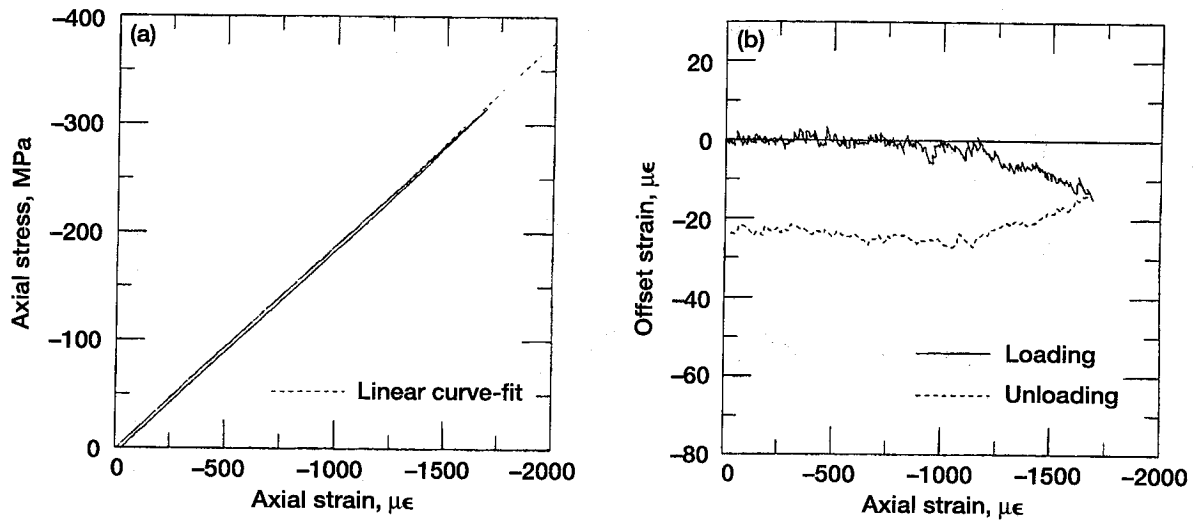 (a)
Axial stress, MPa
–400
–300
–200
–100
0
0 –500 –1000 –1500 –2000
Axial strain, με
Linear curve-fit
(b)
Offset strain, με
20
0
–20
–40
–60
–80
0 –500 –1000 –1500 –2000
Axial strain, με
Loading
Unloading